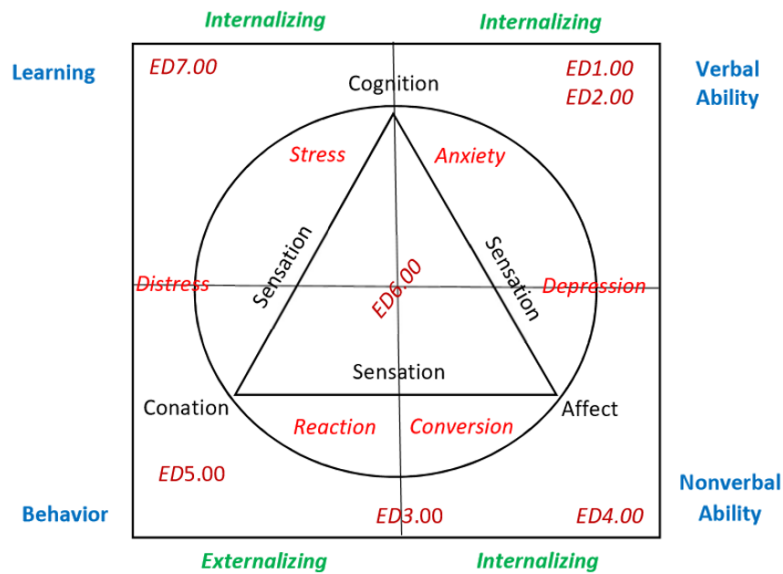 Internalizing
Internalizing
Learning
ED7.00
ED1.00
Verbal
ED2.00
Ability
Cognition
Stress
Anxiety
Sensation
Sensation
Distress
ED6.00
Depression
Sensation
Conation
Affect
Reaction
Conversion
ED5.00
Nonverbal
Behavior
ED3.00
ED4.00
Ability
Externalizing
Internalizing